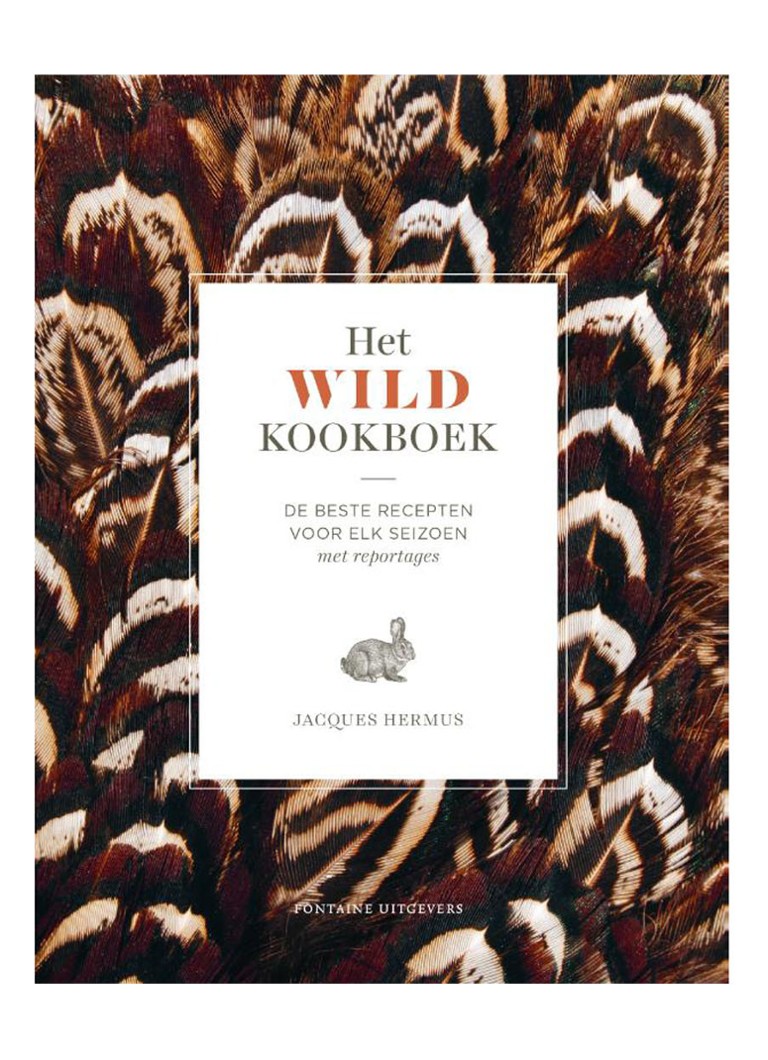 Het
WILD
KOOKBOEK
DE BESTE RECEPTEN
VOOR ELK SEIZOEN
met reportages
JACQUES HERMUS
FONTAINE UITGEVERS